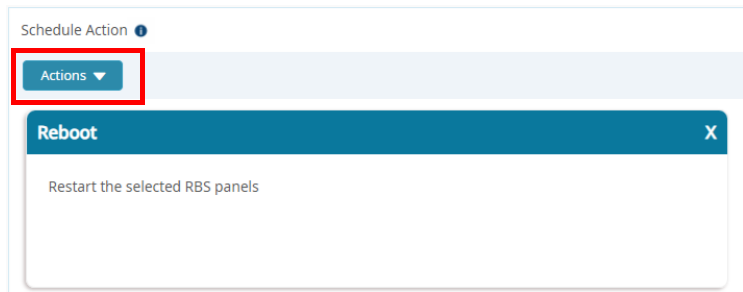 Schedule Action i
Actions
Reboot X
Restart the selected RBS panels